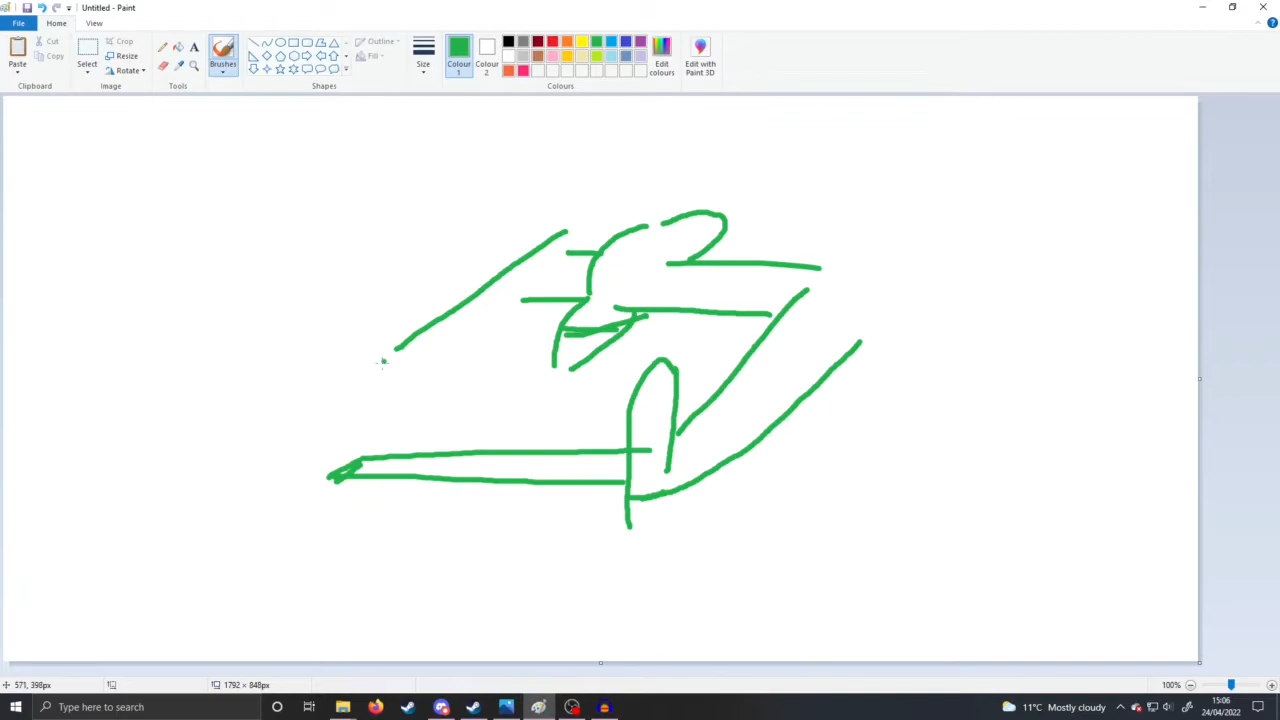 Untitled - Paint
File Home View
Paste Cut Copy Clipboard
Select Crop Resize Rotate Image
Tools
Brushes
Outline Fill Shapes
Size
Colour 1 Colour 2 Edit colours Colours
Edit with Paint 3D
571, 398px 1792 × 848px 100%
Type here to search 11°C Mostly cloudy 15:06
24/04/2022